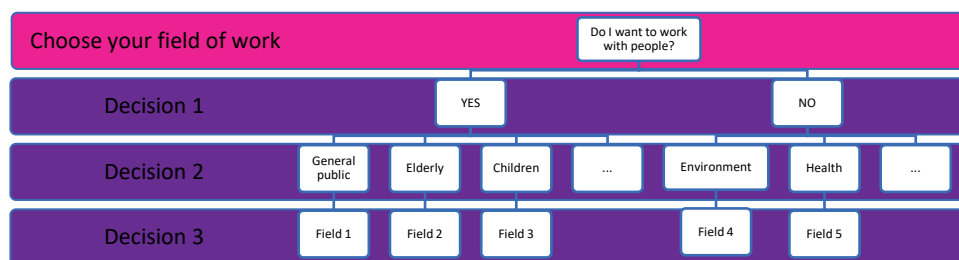 Choose your field of work
Do I want to work
with people?
Decision 1
YES
NO
Decision 2
General
public
Elderly
Children
...
Environment
Health
...
Decision 3
Field 1
Field 2
Field 3
Field 4
Field 5